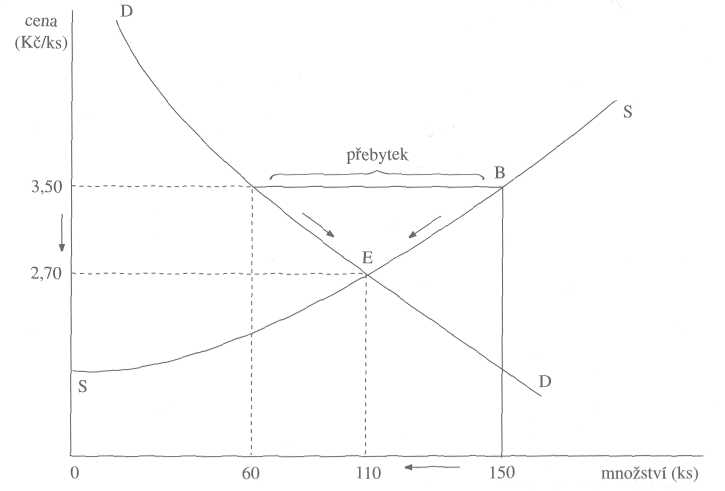 D
cena
(Kč/ks)
S
přebytek
B
3,50
E
2,70
S
D
0
60
110
150
množství (ks)